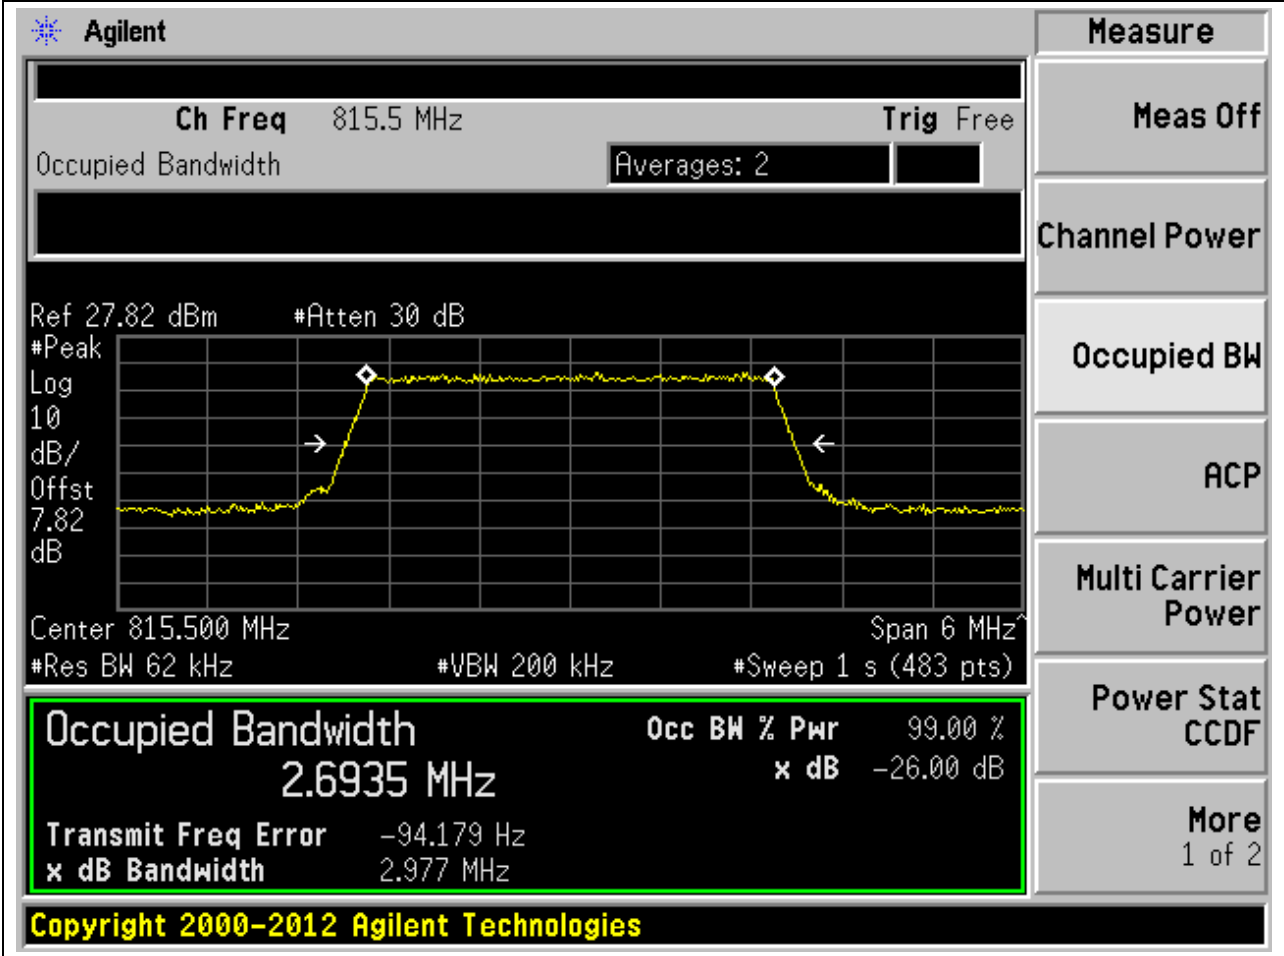 Agilent
Measure
Ch Freq 815.5 MHz Trig Free
Occupied Bandwidth Averages: 2
Meas Off
Channel Power
Occupied BW
ACP
Multi Carrier
Power
Power Stat
CCDF
More
1 of 2
Ref 27.82 dBm #Atten 30 dB
#Peak
Log
10
dB/
Offst
7.82
dB
Center 815.500 MHz Span 6 MHz^
#Res BW 62 kHz #VBW 200 kHz #Sweep 1 s (483 pts)
Occupied Bandwidth Occ BW % Pwr 99.00 %
2.6935 MHz x dB -26.00 dB
Transmit Freq Error -94.179 Hz
x dB Bandwidth 2.977 MHz
Copyright 2000-2012 Agilent Technologies